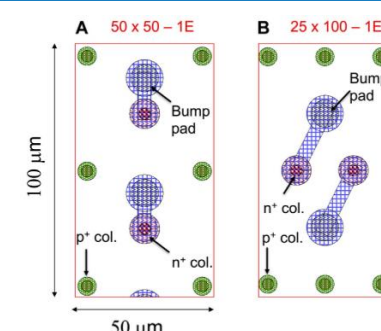 A 50 x 50 – 1E
B 25 x 100 – 1E
Bump
pad
Bump
pad
100 µm
n⁺ col.
p⁺ col.
p⁺ col.
n⁺ col.
50 µm